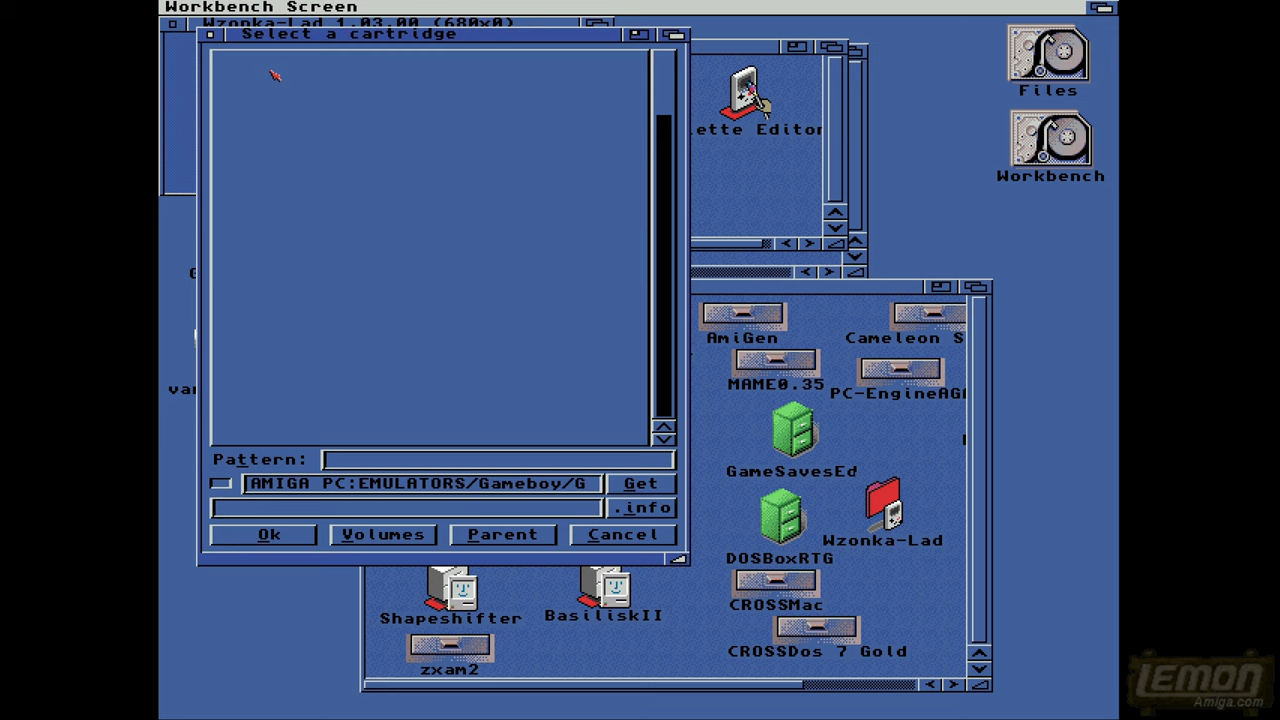 Workbench Screen
Wzonka-Lad 1.03.00 (680x0)
Select a cartridge
Files
Workbench
ette Editor
AmiGen
Cameleon S
MAME0.35
PC-EngineAGA
GameSavesEd
Wzonka-Lad
DOSBoxRTG
CROSSMac
CROSSDos 7 Gold
Shapeshifter
BasiliskII
zxam2
var
Pattern:
AMIGA PC:EMULATORS/Gameboy/G
Get
.info
Ok
Volumes
Parent
Cancel
LEMON
Amiga.com